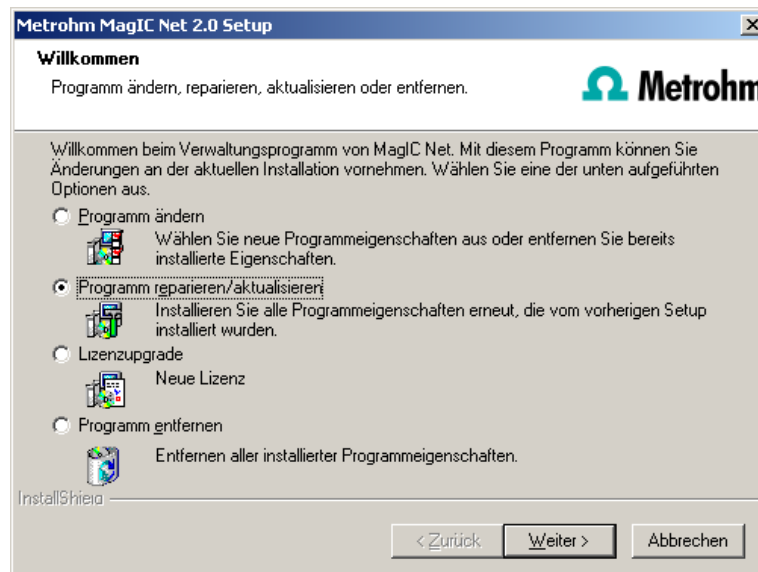 Metrohm MagIC Net 2.0 Setup
Willkommen
Programm ändern, reparieren, aktualisieren oder entfernen.
Metrohm
Willkommen beim Verwaltungsprogramm von MagIC Net. Mit diesem Programm können Sie
Änderungen an der aktuellen Installation vornehmen. Wählen Sie eine der unten aufgeführten
Optionen aus.
Programm ändern
Wählen Sie neue Programmeigenschaften aus oder entfernen Sie bereits
installierte Eigenschaften.
Programm reparieren/aktualisieren
Installieren Sie alle Programmeigenschaften erneut, die vom vorherigen Setup
installiert wurden.
Lizenzupgrade
Neue Lizenz
Programm entfernen
Entfernen aller installierter Programmeigenschaften.
InstallShield
< Zurück Weiter > Abbrechen